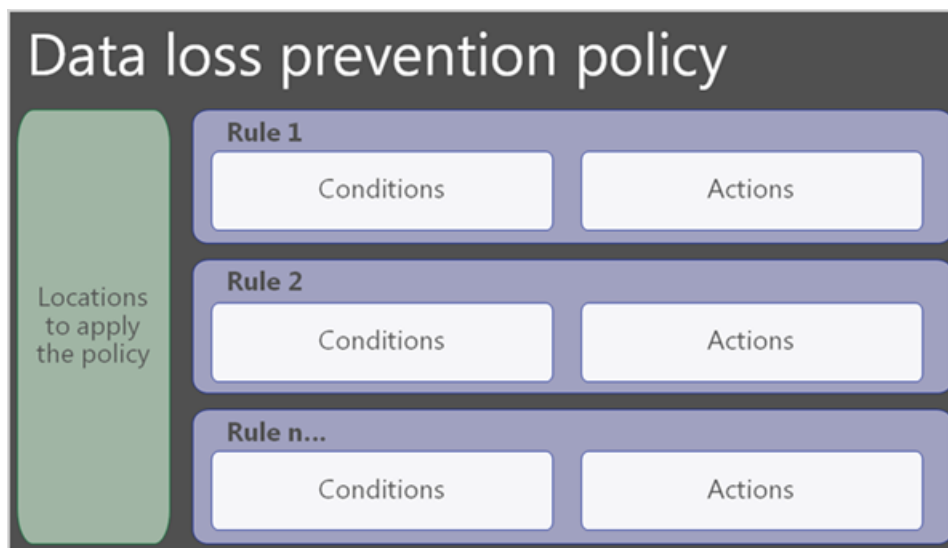 Data loss prevention policy
Locations
to apply
the policy
Rule 1
Conditions
Actions
Rule 2
Conditions
Actions
Rule n...
Conditions
Actions